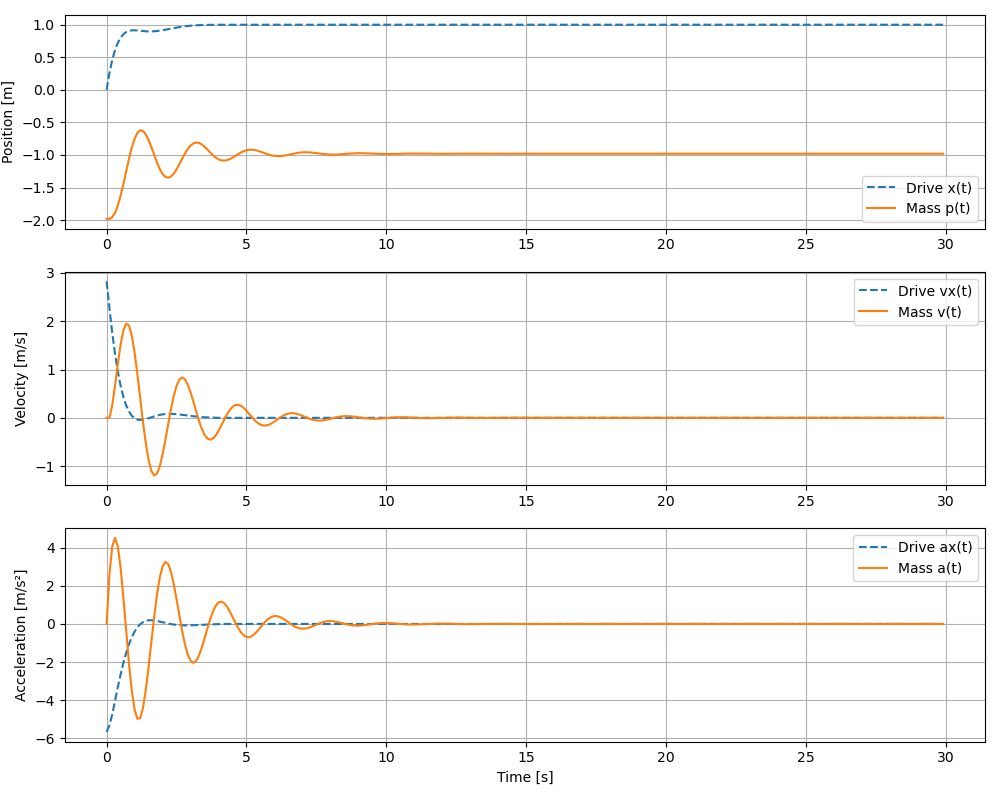 Position [m]
1.0
0.5
0.0
−0.5
−1.0
−1.5
−2.0
Drive x(t)
Mass p(t)
0 5 10 15 20 25 30
Velocity [m/s]
3
2
1
0
−1
Drive vx(t)
Mass v(t)
0 5 10 15 20 25 30
Acceleration [m/s²]
4
2
0
−2
−4
−6
Drive ax(t)
Mass a(t)
0 5 10 15 20 25 30
Time [s]